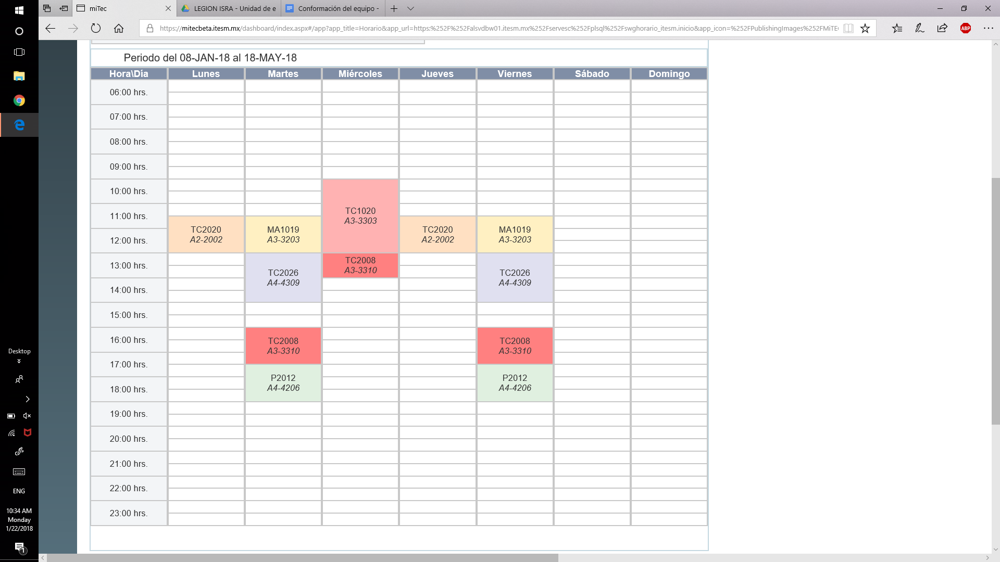 miTec
LEGION ISRA - Unidad de e
Conformación del equipo -
https://mitecbeta.itesm.mx/dashboard/index.aspx#/app?app_title=Horario&app_url=https:%252F%252Falsvdbw01.itesm.mx%252Fservesc%252Fplsql%252Fswghorario_itesm.inicio&app_icon=%252FPublishingImages%252FMiTE
ABP
Periodo del 08-JAN-18 al 18-MAY-18
Hora\Día Lunes Martes Miércoles Jueves Viernes Sábado Domingo
06:00 hrs.
07:00 hrs.
08:00 hrs.
09:00 hrs.
10:00 hrs.
TC1020
A3-3303
11:00 hrs.
TC2020 MA1019 TC2020 MA1019
A2-2002 A3-3203 A2-2002 A3-3203
12:00 hrs.
TC2008
A3-3310
13:00 hrs.
TC2026 TC2026
A4-4309 A4-4309
14:00 hrs.
15:00 hrs.
16:00 hrs.
TC2008 TC2008
A3-3310 A3-3310
17:00 hrs.
P2012 P2012
A4-4206 A4-4206
18:00 hrs.
19:00 hrs.
20:00 hrs.
21:00 hrs.
22:00 hrs.
23:00 hrs.
Desktop
ENG
10:34 AM
Monday
1/22/2018
1